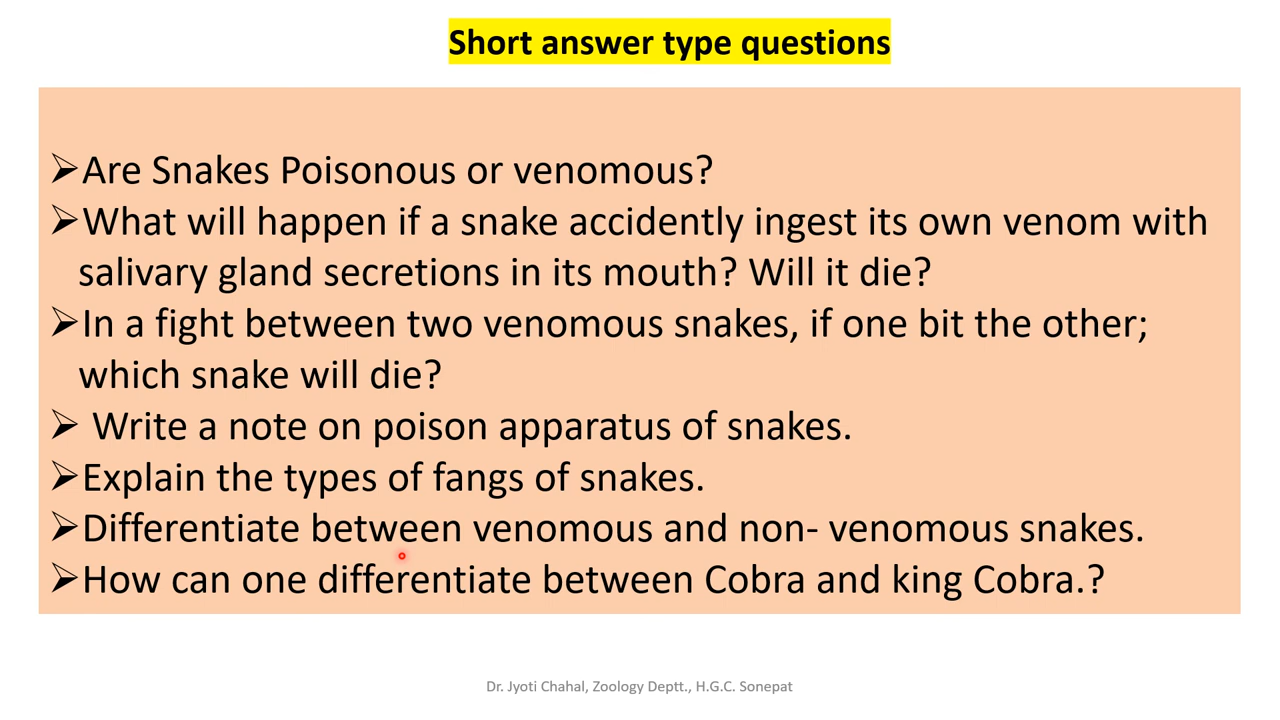 Short answer type questions
➢Are Snakes Poisonous or venomous?
➢What will happen if a snake accidently ingest its own venom with
salivary gland secretions in its mouth? Will it die?
➢In a fight between two venomous snakes, if one bit the other;
which snake will die?
➢ Write a note on poison apparatus of snakes.
➢Explain the types of fangs of snakes.
➢Differentiate between venomous and non- venomous snakes.
➢How can one differentiate between Cobra and king Cobra.?
Dr. Jyoti Chahal, Zoology Deptt., H.G.C. Sonepat